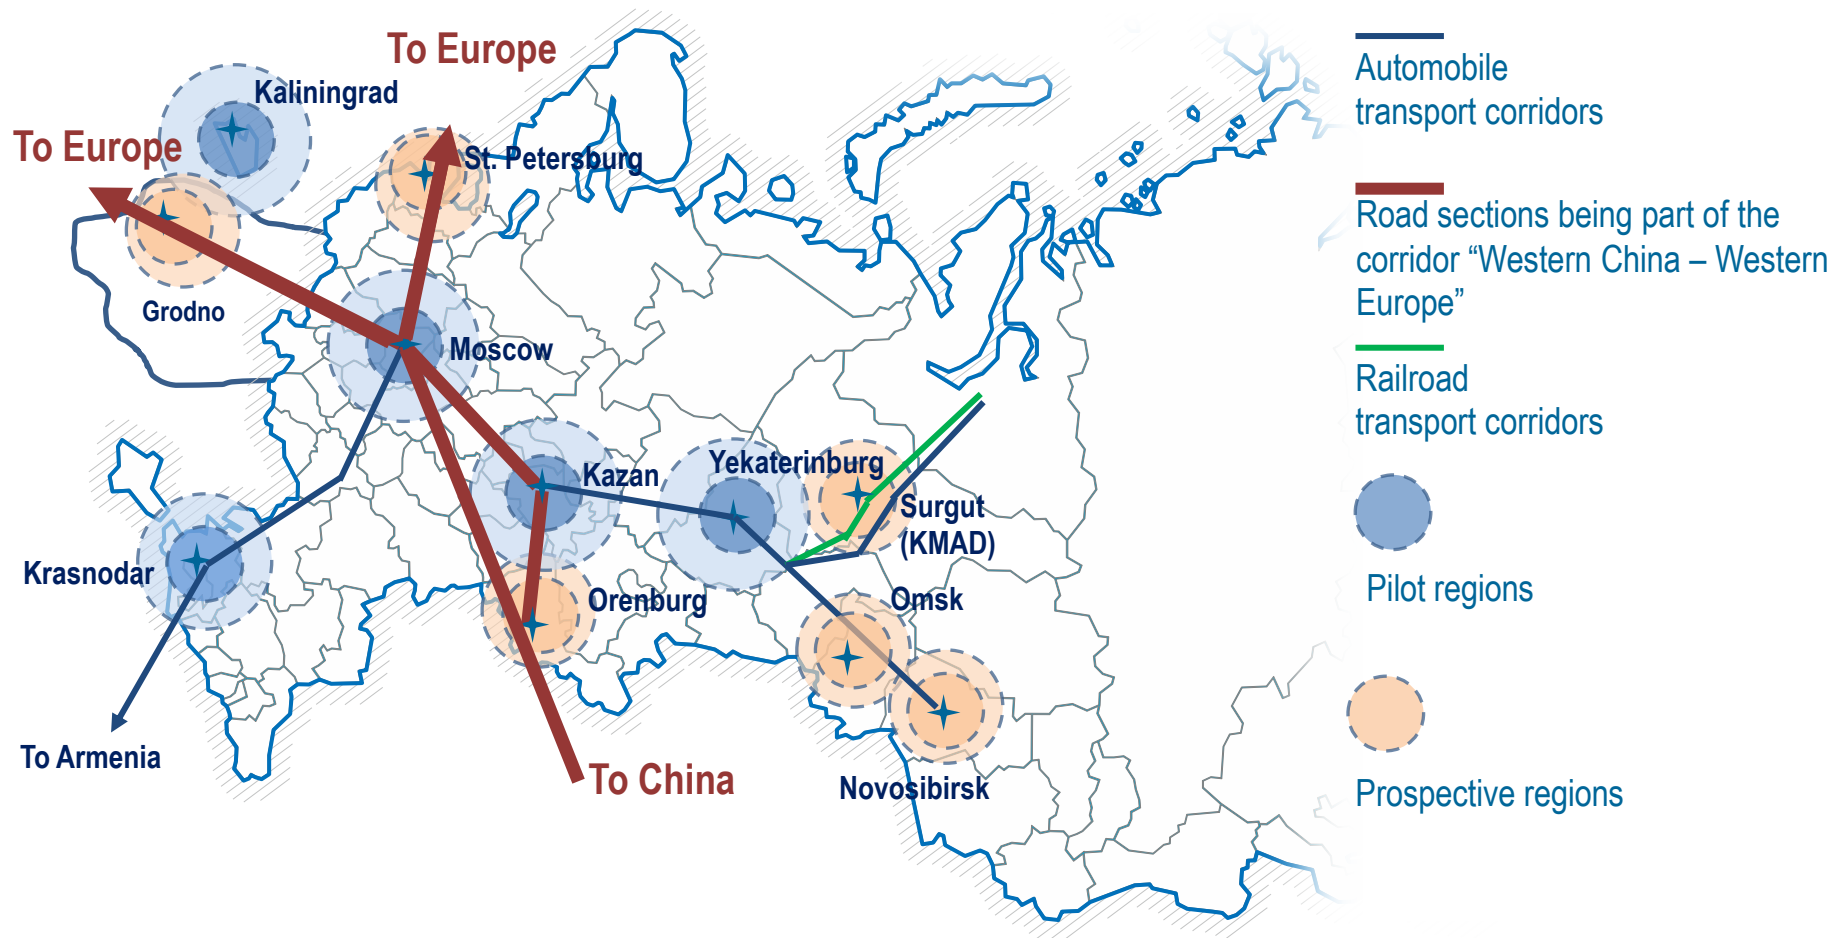 To Europe
Kaliningrad
To Europe
St. Petersburg
Grodno
Moscow
Kazan
Yekaterinburg
Surgut
(KMAD)
Krasnodar
Orenburg
Omsk
To Armenia
To China
Novosibirsk
Automobile
transport corridors
Road sections being part of the
corridor “Western China – Western
Europe”
Railroad
transport corridors
Pilot regions
Prospective regions